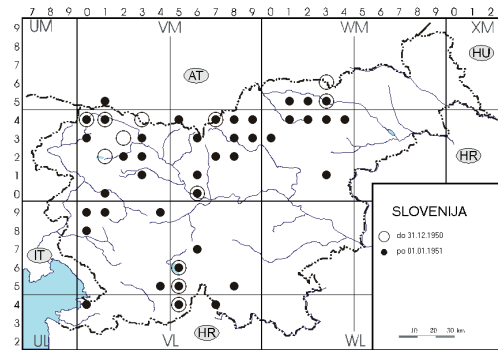 7 8 9 0 1 2 3 4 5 6 7 8 9 0 1 2 3 4 5 6 7 8 9 0 1 2
9 UM VM WM XM
8
7 AT HU
6
5
4
3
2 HR
1
0
9 SLOVENIJA
8 do 31.12.1950
7 po 01.01.1951
IT
6
5
4
3 HR 10 20 30 km
2 UL VL WL